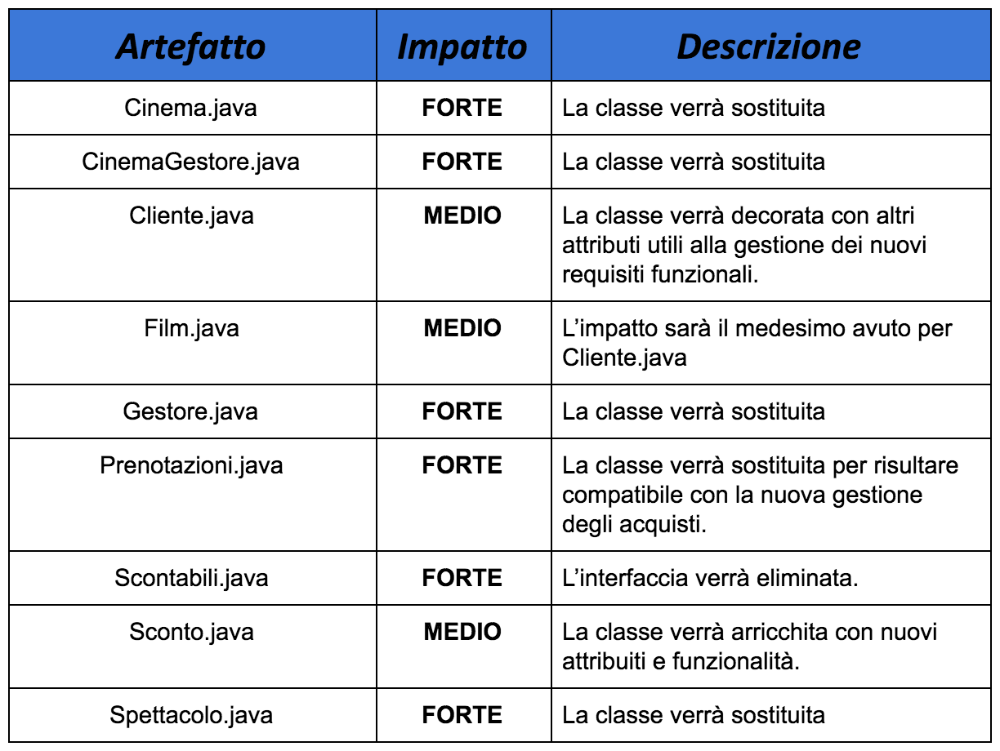 Artefatto Impatto Descrizione
Cinema.java FORTE La classe verrà sostituita
CinemaGestore.java FORTE La classe verrà sostituita
Cliente.java MEDIO La classe verrà decorata con altri
attributi utili alla gestione dei nuovi
requisiti funzionali.
Film.java MEDIO L’impatto sarà il medesimo avuto per
Cliente.java
Gestore.java FORTE La classe verrà sostituita
Prenotazioni.java FORTE La classe verrà sostituita per risultare
compatibile con la nuova gestione
degli acquisti.
Scontabili.java FORTE L’interfaccia verrà eliminata.
Sconto.java MEDIO La classe verrà arricchita con nuovi
attribuiti e funzionalità.
Spettacolo.java FORTE La classe verrà sostituita